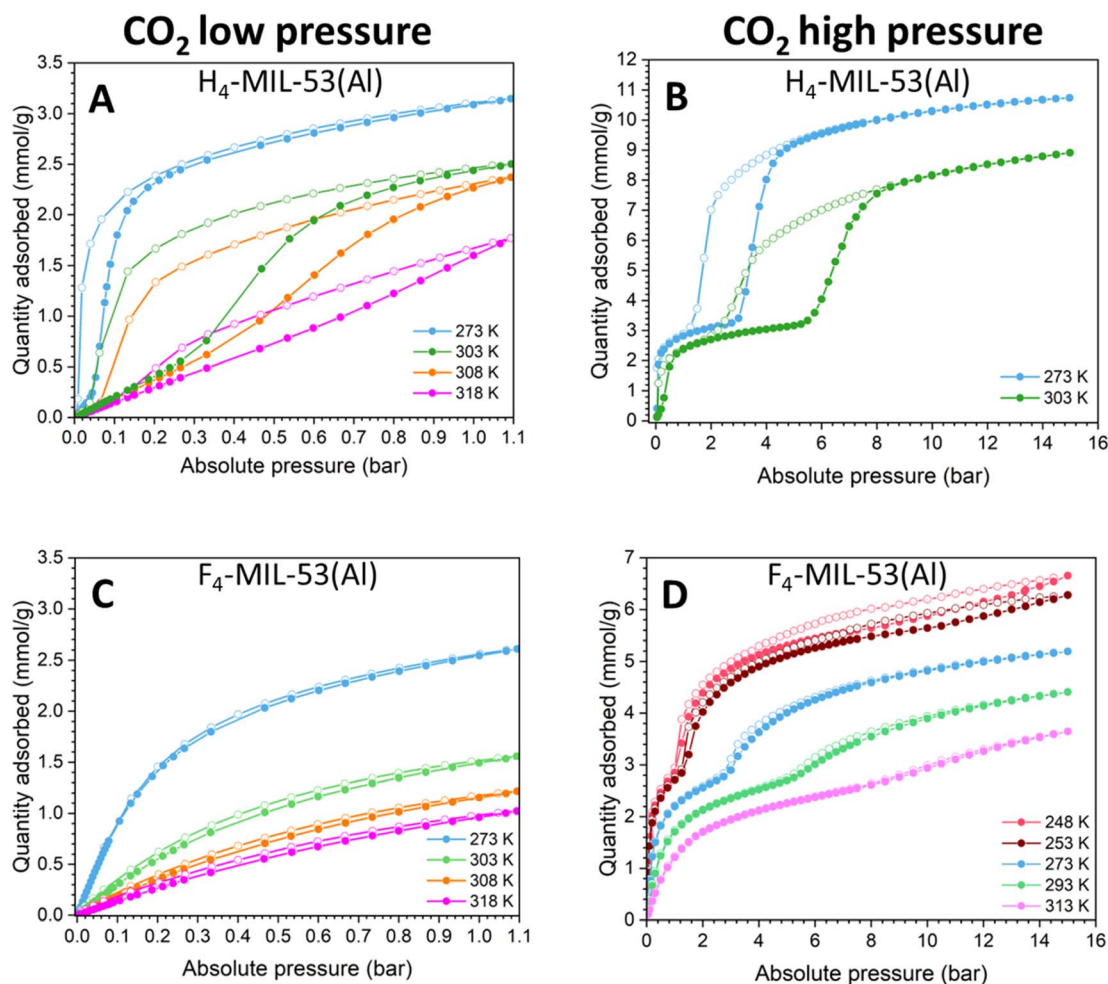 CO₂ low pressure
CO₂ high pressure
A
H₄-MIL-53(Al)
3.5
3.0
2.5
2.0
1.5
1.0
0.5
0.0
Quantity adsorbed (mmol/g)
273 K
303 K
308 K
318 K
0.0 0.1 0.2 0.3 0.4 0.5 0.6 0.7 0.8 0.9 1.0 1.1
Absolute pressure (bar)
B
H₄-MIL-53(Al)
12
11
10
9
8
7
6
5
4
3
2
1
0
Quantity adsorbed (mmol/g)
273 K
303 K
0 2 4 6 8 10 12 14 16
Absolute pressure (bar)
C
F₄-MIL-53(Al)
3.5
3.0
2.5
2.0
1.5
1.0
0.5
0.0
Quantity adsorbed (mmol/g)
273 K
303 K
308 K
318 K
0.0 0.1 0.2 0.3 0.4 0.5 0.6 0.7 0.8 0.9 1.0 1.1
Absolute pressure (bar)
D
F₄-MIL-53(Al)
7
6
5
4
3
2
1
0
Quantity adsorbed (mmol/g)
248 K
253 K
273 K
293 K
313 K
0 2 4 6 8 10 12 14 16
Absolute pressure (bar)